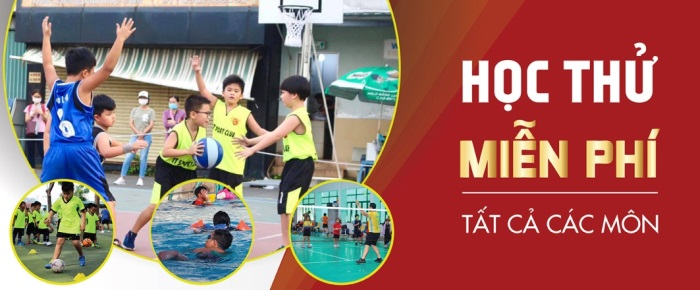 HỌC THỬ
MIỄN PHÍ
TẤT CẢ CÁC MÔN